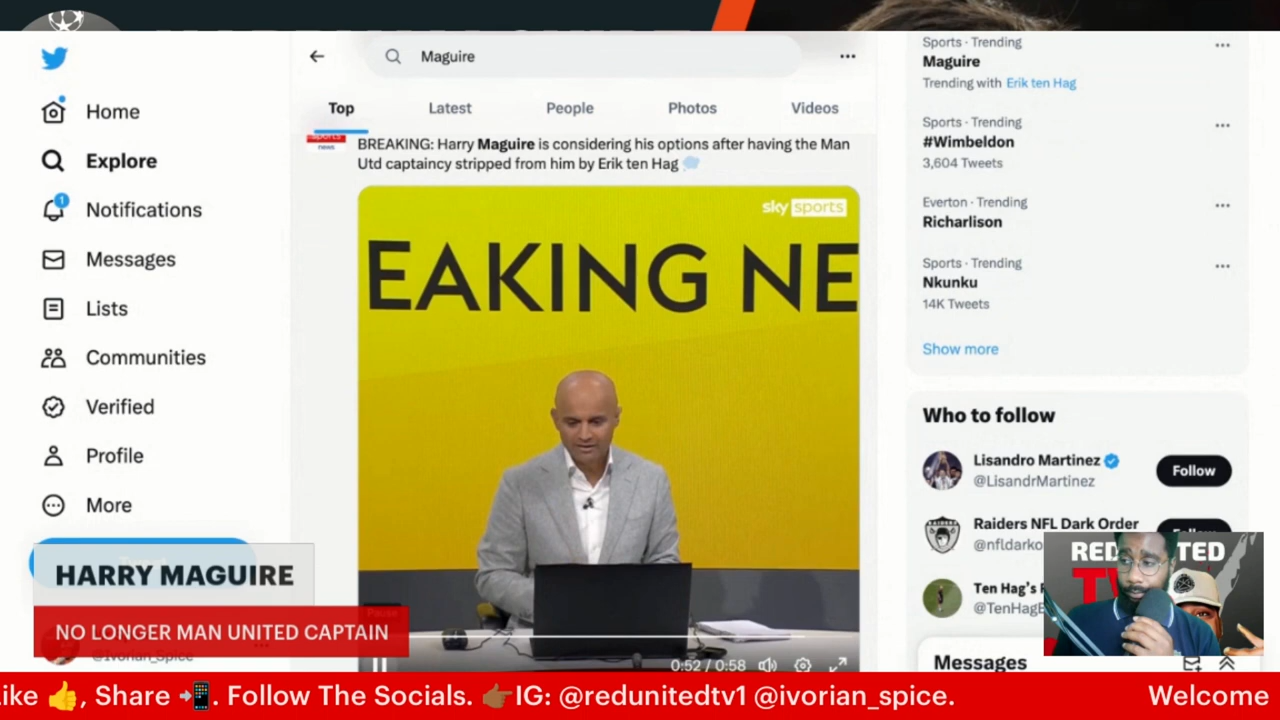 Maguire
Top
Latest
People
Photos
Videos
Home
Explore
1
Notifications
Messages
Lists
Communities
Verified
Profile
More
news
BREAKING: Harry Maguire is considering his options after having the Man
Utd captaincy stripped from him by Erik ten Hag
sky sports
EAKING NE
0:52 / 0:58
Sports · Trending
Maguire
Trending with Erik ten Hag
Sports · Trending
#Wimbeldon
3,604 Tweets
Everton · Trending
Richarlison
Sports · Trending
Nkunku
14K Tweets
Show more
Who to follow
Lisandro Martinez
@LisandrMartinez
Follow
Raiders NFL Dark Order
@nfldarko
Ten Hag's
@TenHag
Messages
HARRY MAGUIRE
NO LONGER MAN UNITED CAPTAIN
@Ivorian_Spice
ike 👍, Share 📲. Follow The Socials. 👉🏾IG: @redunitedtv1 @ivorian_spice.
Welcome